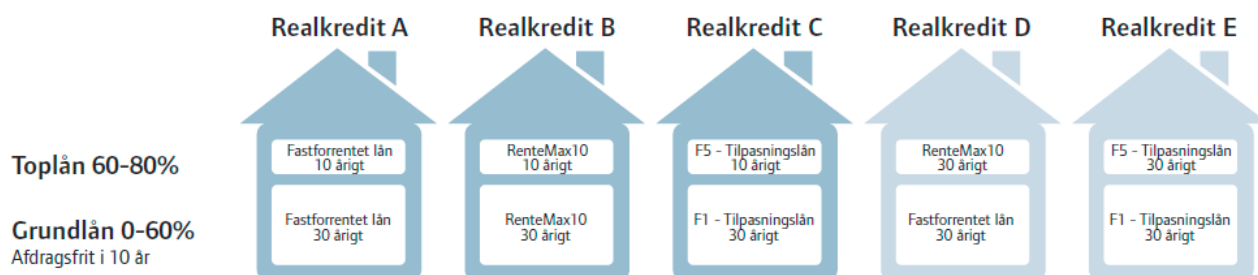 Realkredit A
Realkredit B
Realkredit C
Realkredit D
Realkredit E
Toplån 60-80%
Fastforrentet lån
10 årigt
RenteMax10
10 årigt
F5 - Tilpasningslån
10 årigt
RenteMax10
30 årigt
F5 - Tilpasningslån
30 årigt
Grundlån 0-60%
Afdragsfrit i 10 år
Fastforrentet lån
30 årigt
RenteMax10
30 årigt
F1 - Tilpasningslån
30 årigt
Fastforrentet lån
30 årigt
F1 - Tilpasningslån
30 årigt